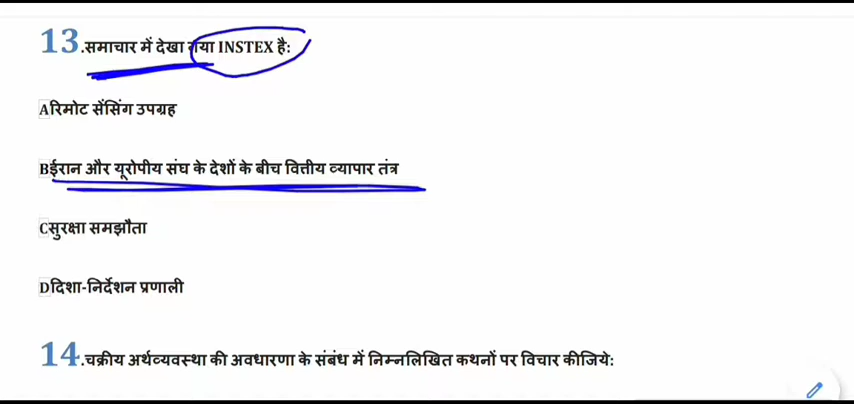 13.समाचार में देखा गया INSTEX है:
Aरिमोट सेंसिंग उपग्रह
Bईरान और यूरोपीय संघ के देशों के बीच वित्तीय व्यापार तंत्र
Cसुरक्षा समझौता
Dदिशा-निर्देशन प्रणाली
14.चक्रीय अर्थव्यवस्था की अवधारणा के संबंध में निम्नलिखित कथनों पर विचार कीजिये: